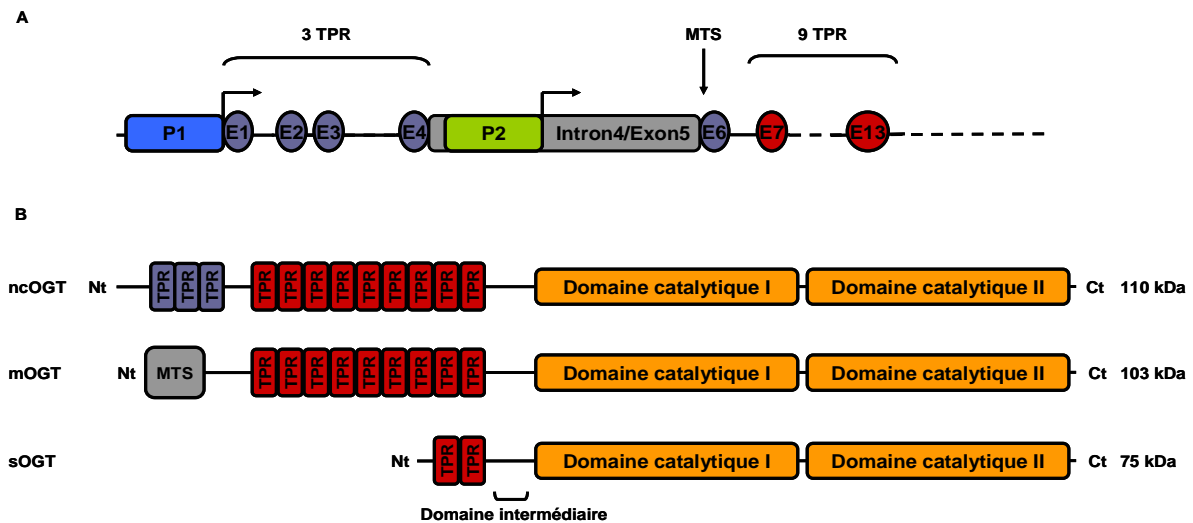 A
3 TPR
MTS
9 TPR
P1
E1
E2
E3
E4
P2
Intron4/Exon5
E6
E7
E13
B
ncOGT
Nt
TPR
TPR
TPR
TPR
TPR
TPR
TPR
TPR
TPR
TPR
TPR
TPR
Domaine catalytique I
Domaine catalytique II
Ct
110 kDa
mOGT
Nt
MTS
TPR
TPR
TPR
TPR
TPR
TPR
TPR
TPR
TPR
Domaine catalytique I
Domaine catalytique II
Ct
103 kDa
sOGT
Nt
TPR
TPR
Domaine catalytique I
Domaine catalytique II
Ct
75 kDa
Domaine intermédiaire